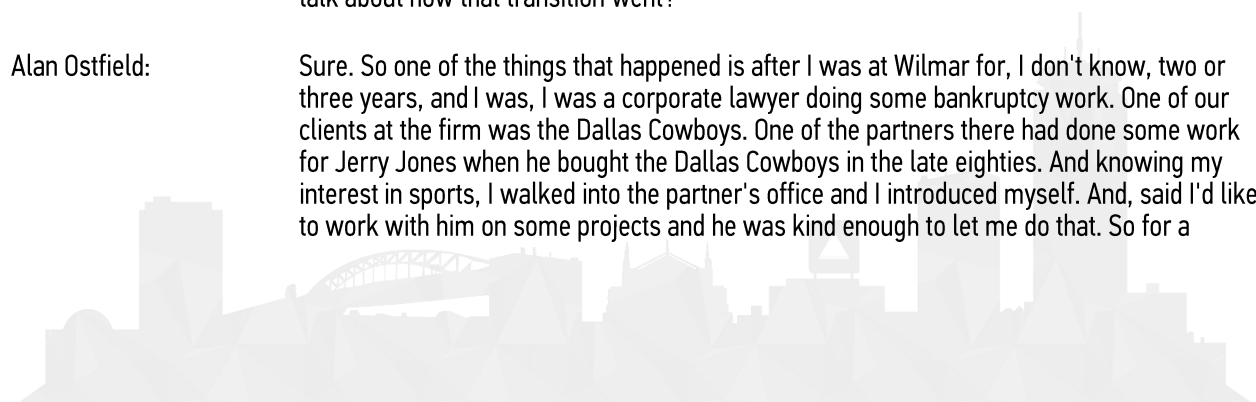 talk about how that transition went?
Alan Ostfield: Sure. So one of the things that happened is after I was at Wilmar for, I don't know, two or
three years, and I was, I was a corporate lawyer doing some bankruptcy work. One of our
clients at the firm was the Dallas Cowboys. One of the partners there had done some work
for Jerry Jones when he bought the Dallas Cowboys in the late eighties. And knowing my
interest in sports, I walked into the partner's office and I introduced myself. And, said I'd like
to work with him on some projects and he was kind enough to let me do that. So for a